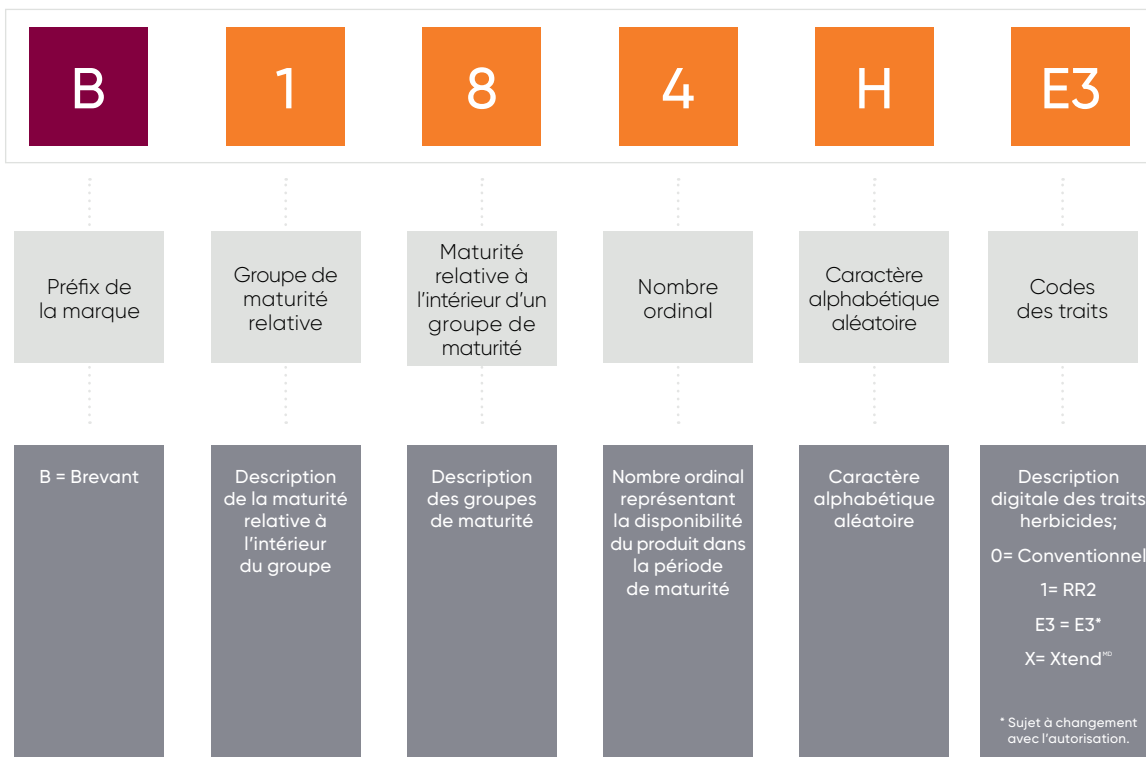 B
1
8
4
H
E3
Préfix de
la marque
Groupe de
maturité
relative
Maturité
relative à
l'intérieur d'un
groupe de
maturité
Nombre
ordinal
Caractère
alphabétique
aléatoire
Codes
des traits
B = Brevant
Description
de la maturité
relative à
l'intérieur
du groupe
Description
des groupes
de maturité
Nombre ordinal
représentant
la disponibilité
du produit dans
la période
de maturité
Caractère
alphabétique
aléatoire
Description
digitale des traits
herbicides;
0= Conventionnel
1= RR2
E3 = E3*
X= Xtend^MD
* Sujet à changement
avec l'autorisation.